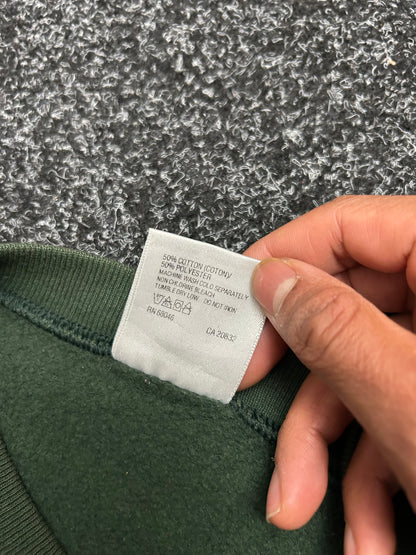 50% COTTON (COTON)/
50% POLYESTER
MACHINE WASH COLD SEPARATELY
NON CHLORINE BLEACH
TUMBLE DRY LOW DO NOT IRON
RN 68046 CA 20832